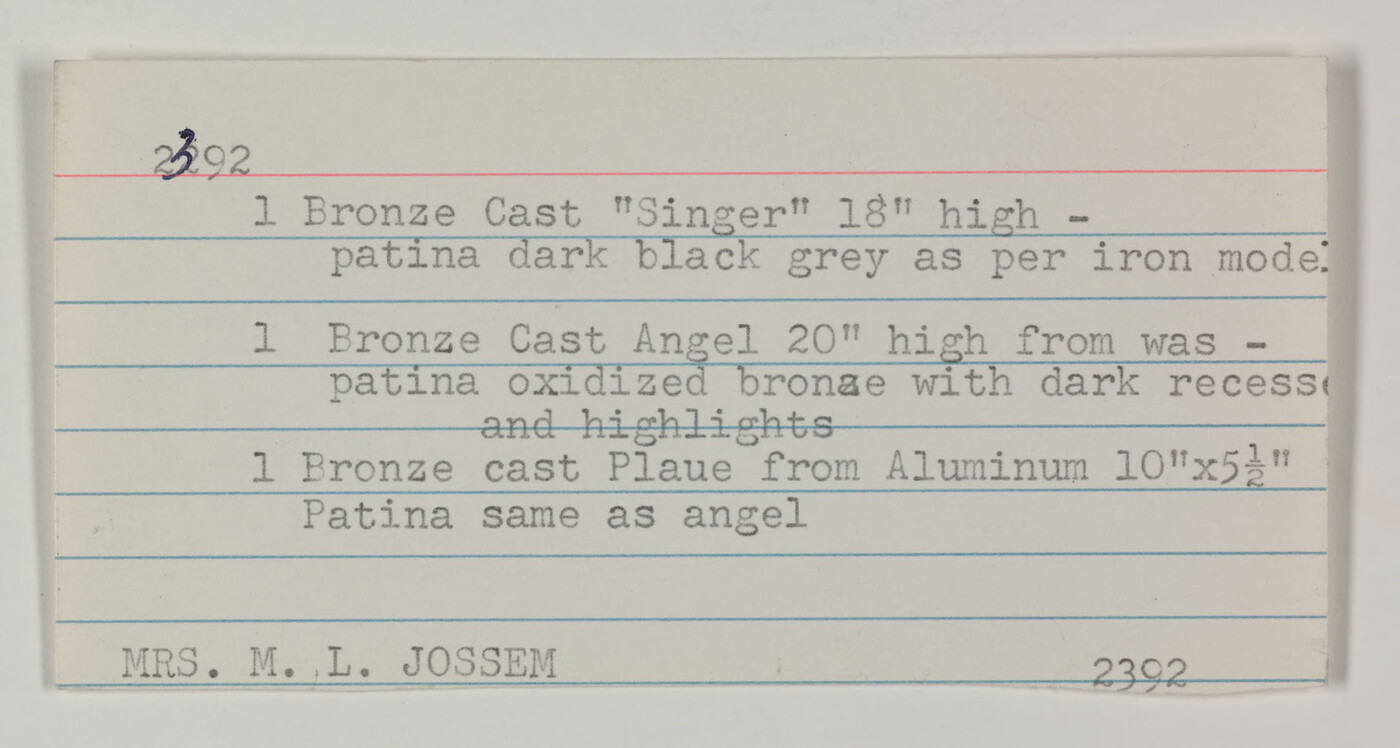 2392
1 Bronze Cast "Singer" 18" high -
patina dark black grey as per iron model
1 Bronze Cast Angel 20" high from was -
patina oxidized bronze with dark recesse
and highlights
1 Bronze cast Plaue from Aluminum 10"x5½"
Patina same as angel
MRS. M. L. JOSSEM
2392